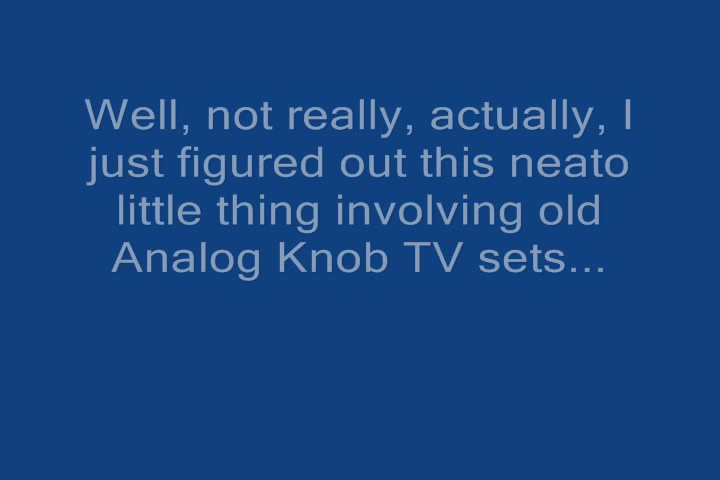 Well, not really, actually, I
just figured out this neato
little thing involving old
Analog Knob TV sets...